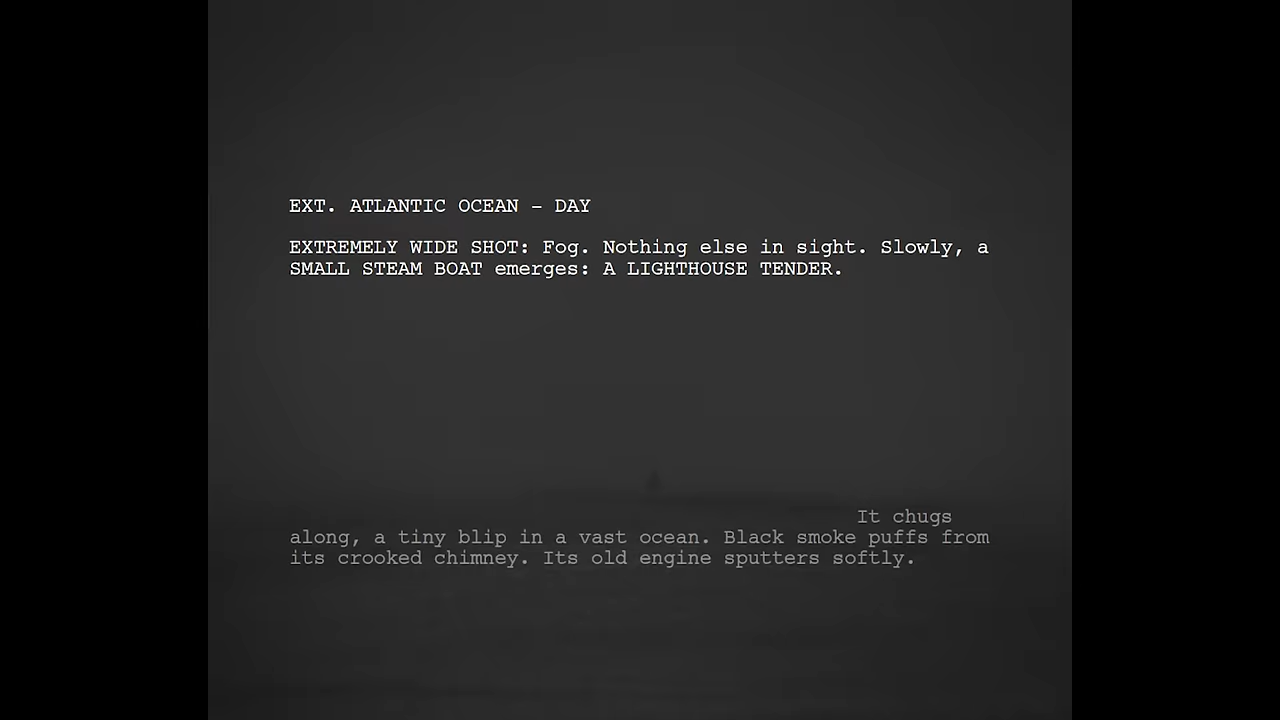 EXT. ATLANTIC OCEAN – DAY
EXTREMELY WIDE SHOT: Fog. Nothing else in sight. Slowly, a
SMALL STEAM BOAT emerges: A LIGHTHOUSE TENDER.
It chugs
along, a tiny blip in a vast ocean. Black smoke puffs from
its crooked chimney. Its old engine sputters softly.